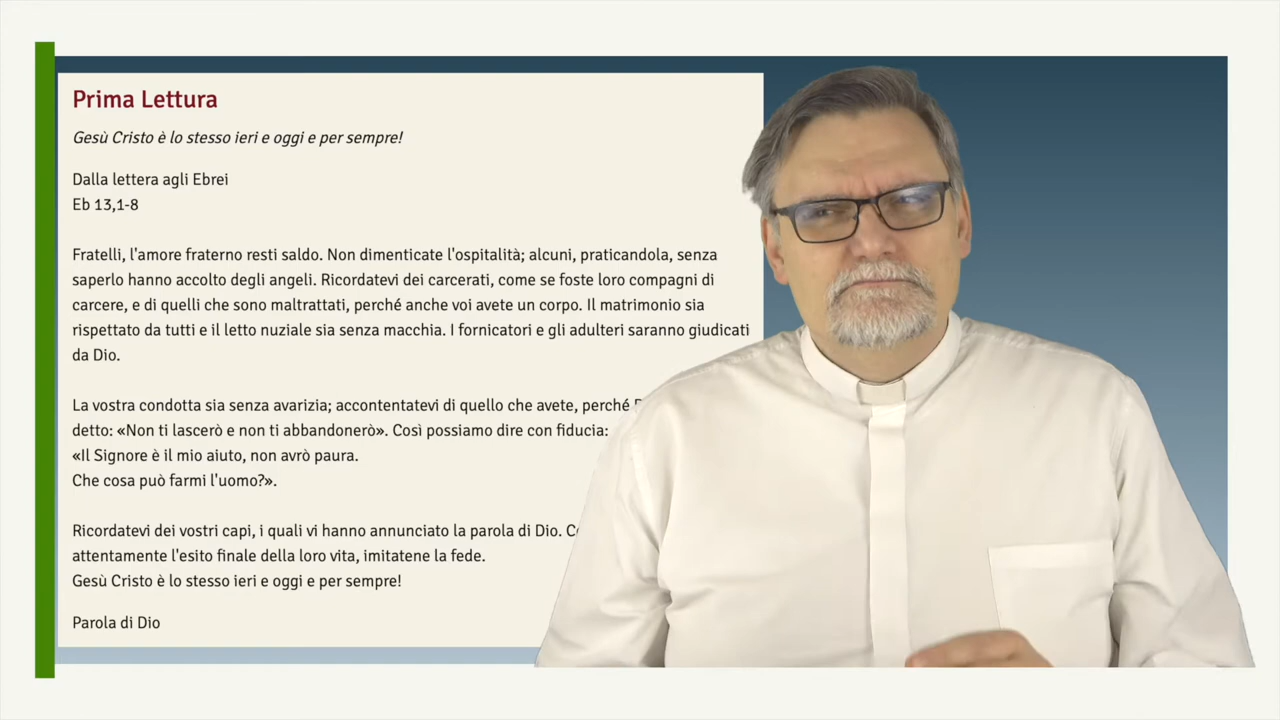 Prima Lettura
Gesù Cristo è lo stesso ieri e oggi e per sempre!
Dalla lettera agli Ebrei
Eb 13,1-8
Fratelli, l'amore fraterno resti saldo. Non dimenticate l'ospitalità; alcuni, praticandola, senza
saperlo hanno accolto degli angeli. Ricordatevi dei carcerati, come se foste loro compagni di
carcere, e di quelli che sono maltrattati, perché anche voi avete un corpo. Il matrimonio sia
rispettato da tutti e il letto nuziale sia senza macchia. I fornicatori e gli adulteri saranno giudicati
da Dio.
La vostra condotta sia senza avarizia; accontentatevi di quello che avete, perché
detto: «Non ti lascerò e non ti abbandonerò». Così possiamo dire con fiducia:
«Il Signore è il mio aiuto, non avrò paura.
Che cosa può farmi l'uomo?».
Ricordatevi dei vostri capi, i quali vi hanno annunciato la parola di Dio.
attentamente l'esito finale della loro vita, imitatene la fede.
Gesù Cristo è lo stesso ieri e oggi e per sempre!
Parola di Dio